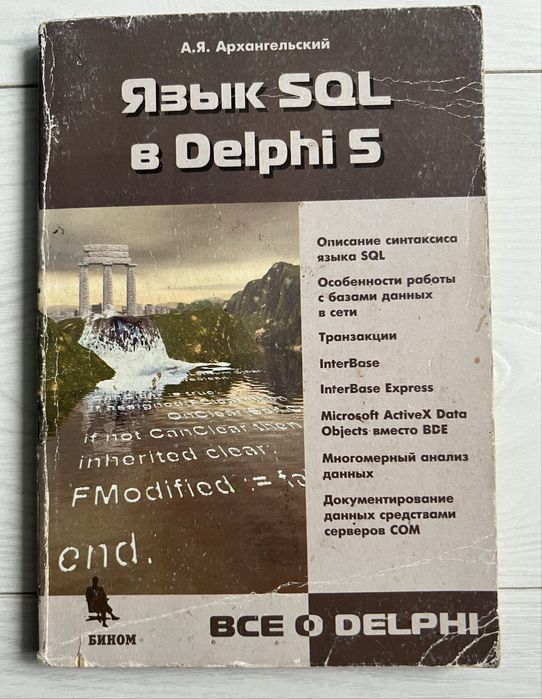 А.Я. Архангельский
Язык SQL
в Delphi 5
Описание синтаксиса
языка SQL
Особенности работы
с базами данных
в сети
Транзакции
InterBase
InterBase Express
Microsoft ActiveX Data
Objects вместо BDE
Многомерный анализ
данных
Документирование
данных средствами
серверов COM
if not CanClear then
inherited clear;
FModified :=
end.
БИНОМ
ВСЕ О DELPHI